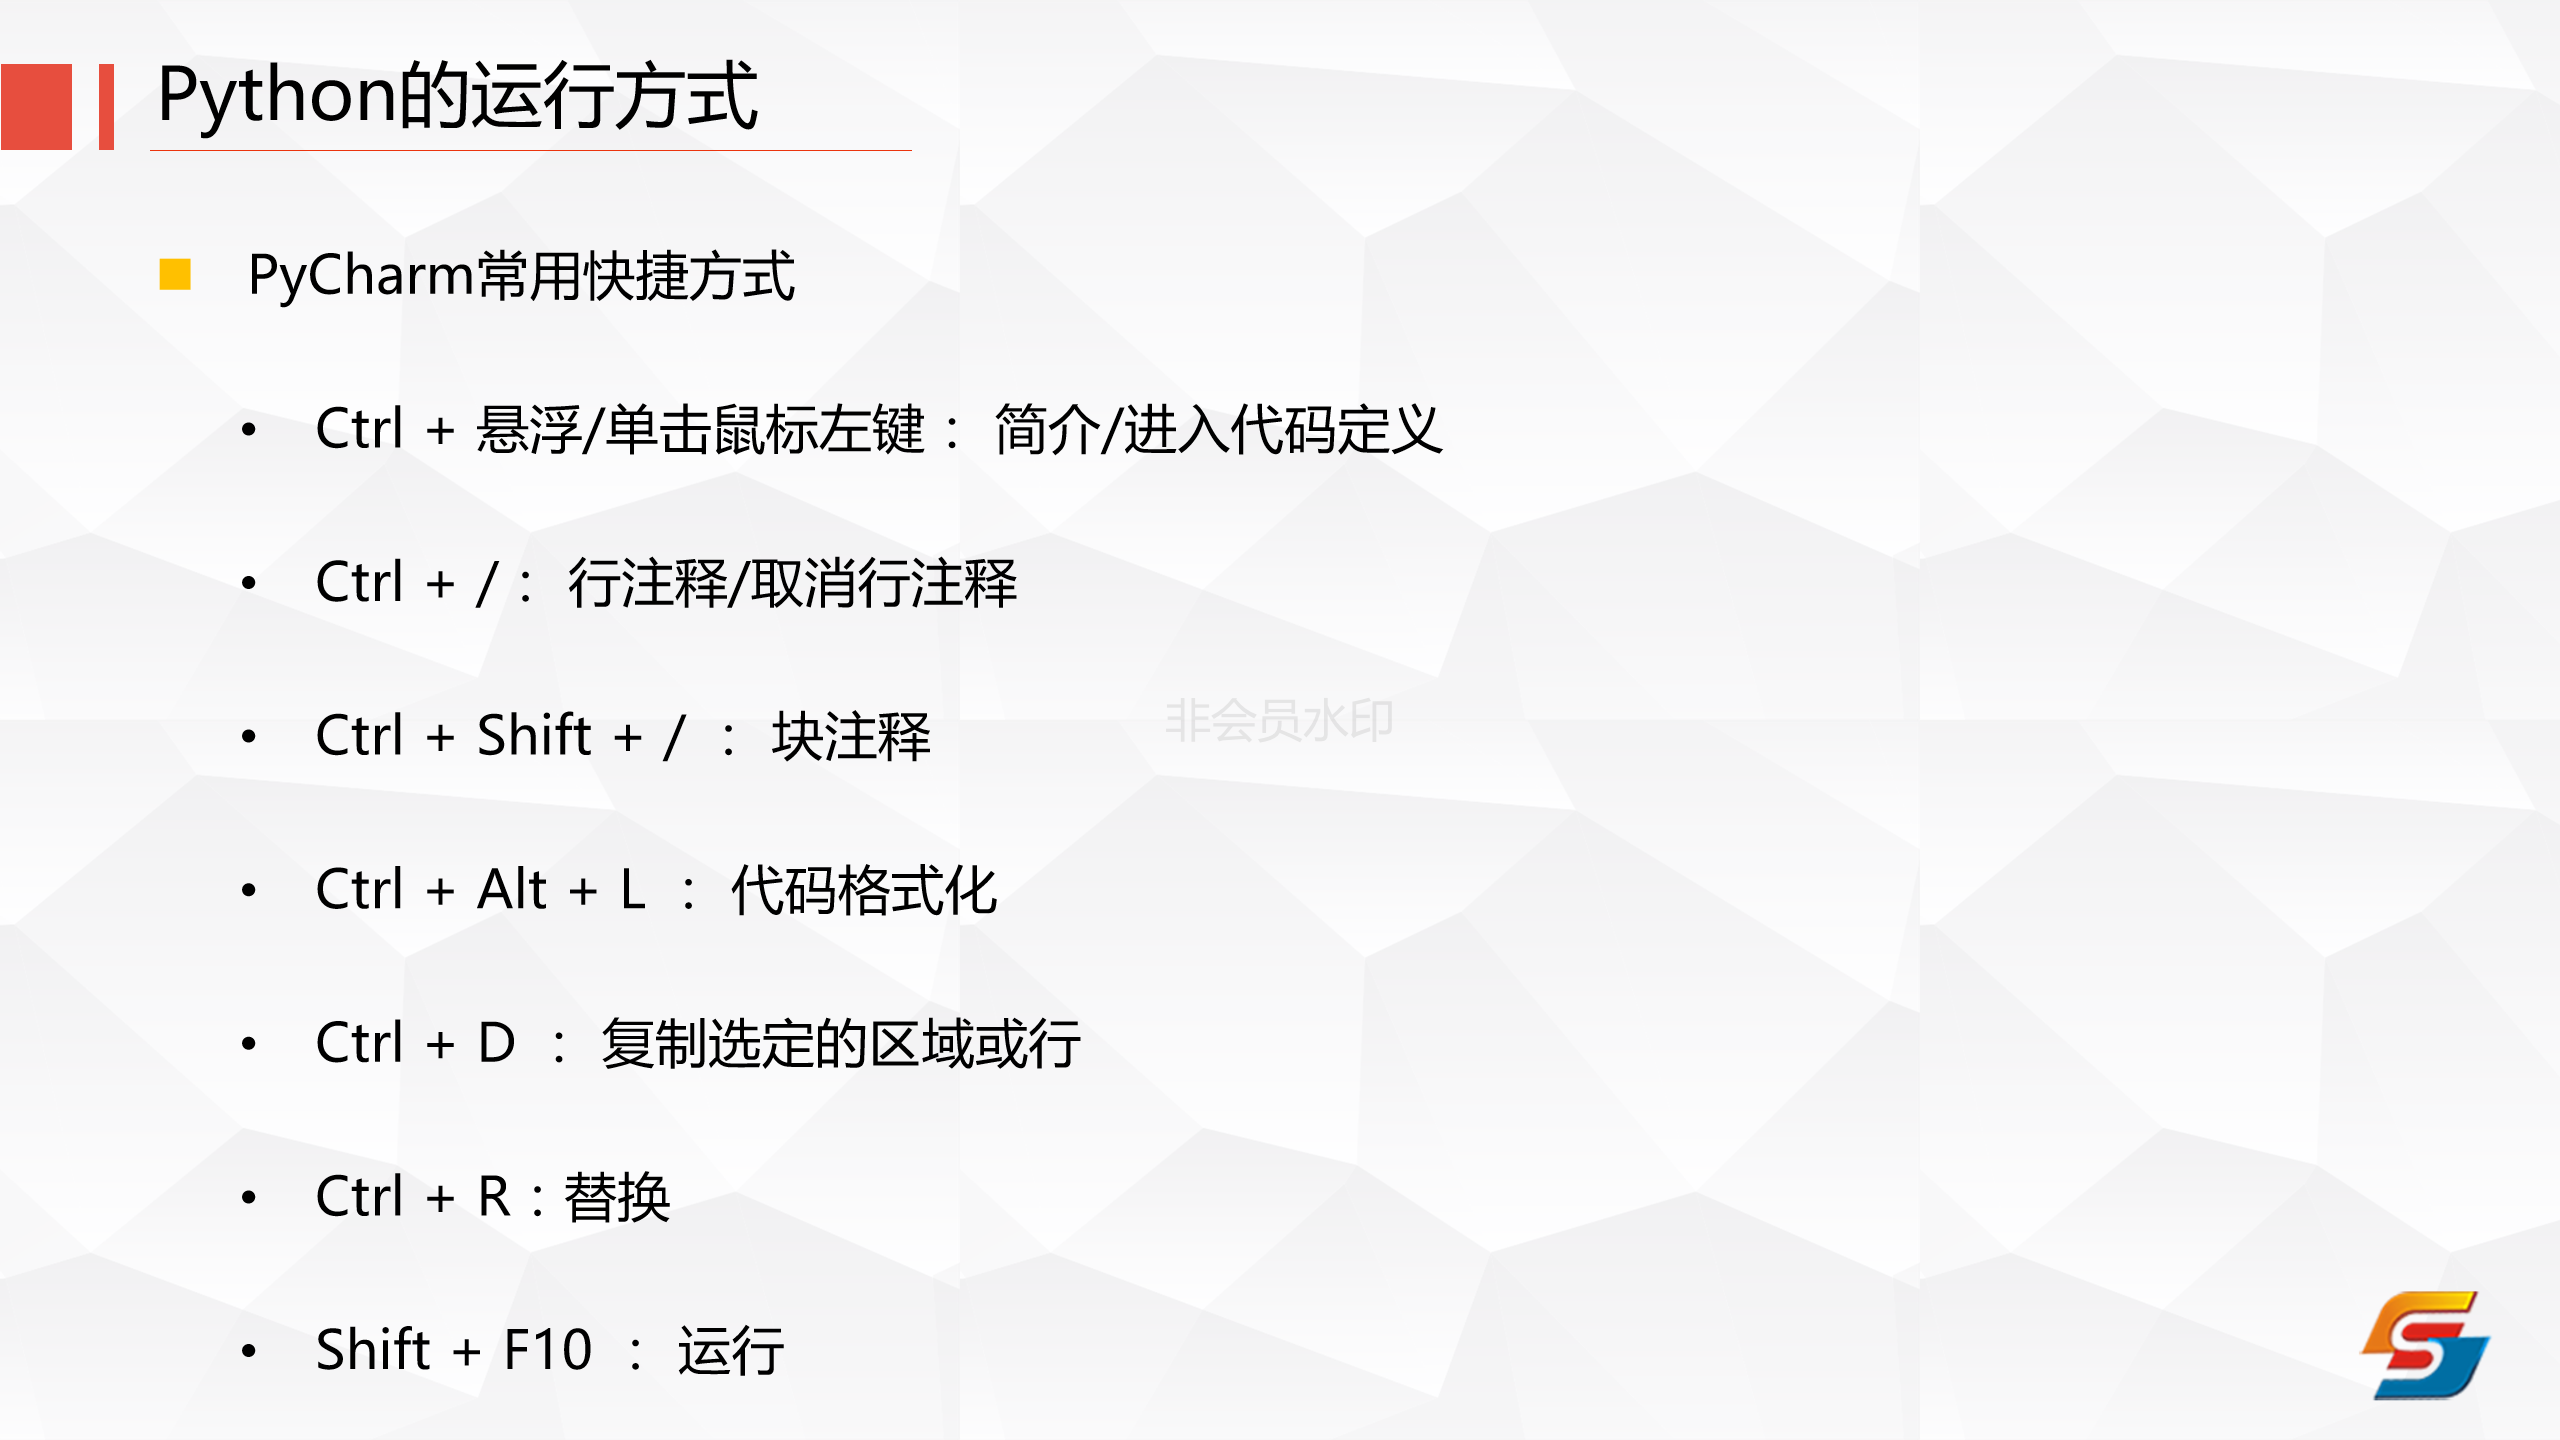 Python的运行方式
PyCharm常用快捷方式
• Ctrl + 悬浮/单击鼠标左键： 简介/进入代码定义
• Ctrl + /： 行注释/取消行注释
• Ctrl + Shift + / ： 块注释
非会员水印
• Ctrl + Alt + L ： 代码格式化
• Ctrl + D ： 复制选定的区域或行
• Ctrl + R : 替换
• Shift + F10 ： 运行